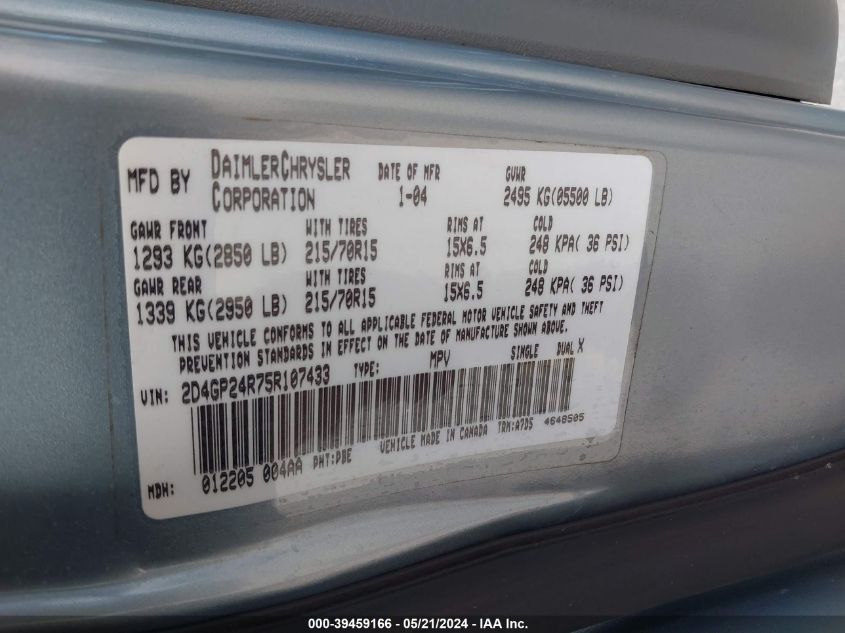 MFD BY DAIMLERCHRYSLER CORPORATION DATE OF MFR 1-04 GVWR 2495 KG(05500 LB)
GAWR FRONT WITH TIRES RIMS AT COLD
1293 KG(2850 LB) 215/70R15 15X6.5 248 KPA( 36 PSI)
GAWR REAR WITH TIRES RIMS AT COLD
1339 KG(2950 LB) 215/70R15 15X6.5 248 KPA( 36 PSI)
THIS VEHICLE CONFORMS TO ALL APPLICABLE FEDERAL MOTOR VEHICLE SAFETY AND THEFT
PREVENTION STANDARDS IN EFFECT ON THE DATE OF MANUFACTURE SHOWN ABOVE.
VIN: 2D4GP24R75R107433 TYPE: MPV SINGLE DUAL X
MDH: 012205 004AA PNT:PBE VEHICLE MADE IN CANADA TRM:A7D5 4648505
000-39459166 - 05/21/2024 - IAA Inc.